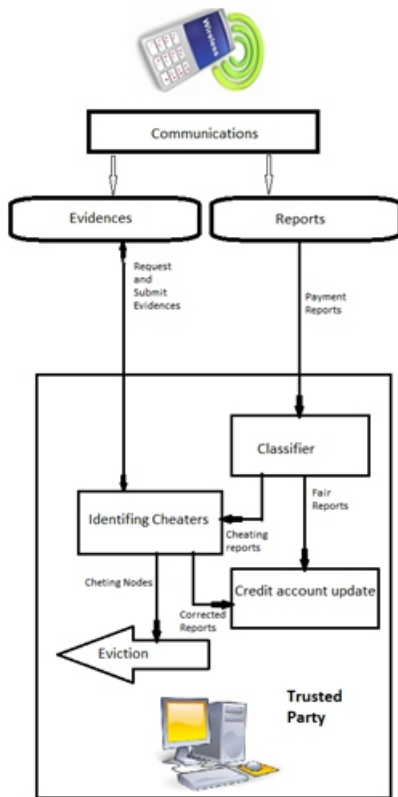 Wireless
Communications
Evidences
Reports
Request
and
Submit
Evidences
Payment
Reports
Classifier
Fair
Reports
Identifing Cheaters
Cheating
reports
Cheting Nodes
Corrected
Reports
Credit account update
Eviction
Trusted
Party